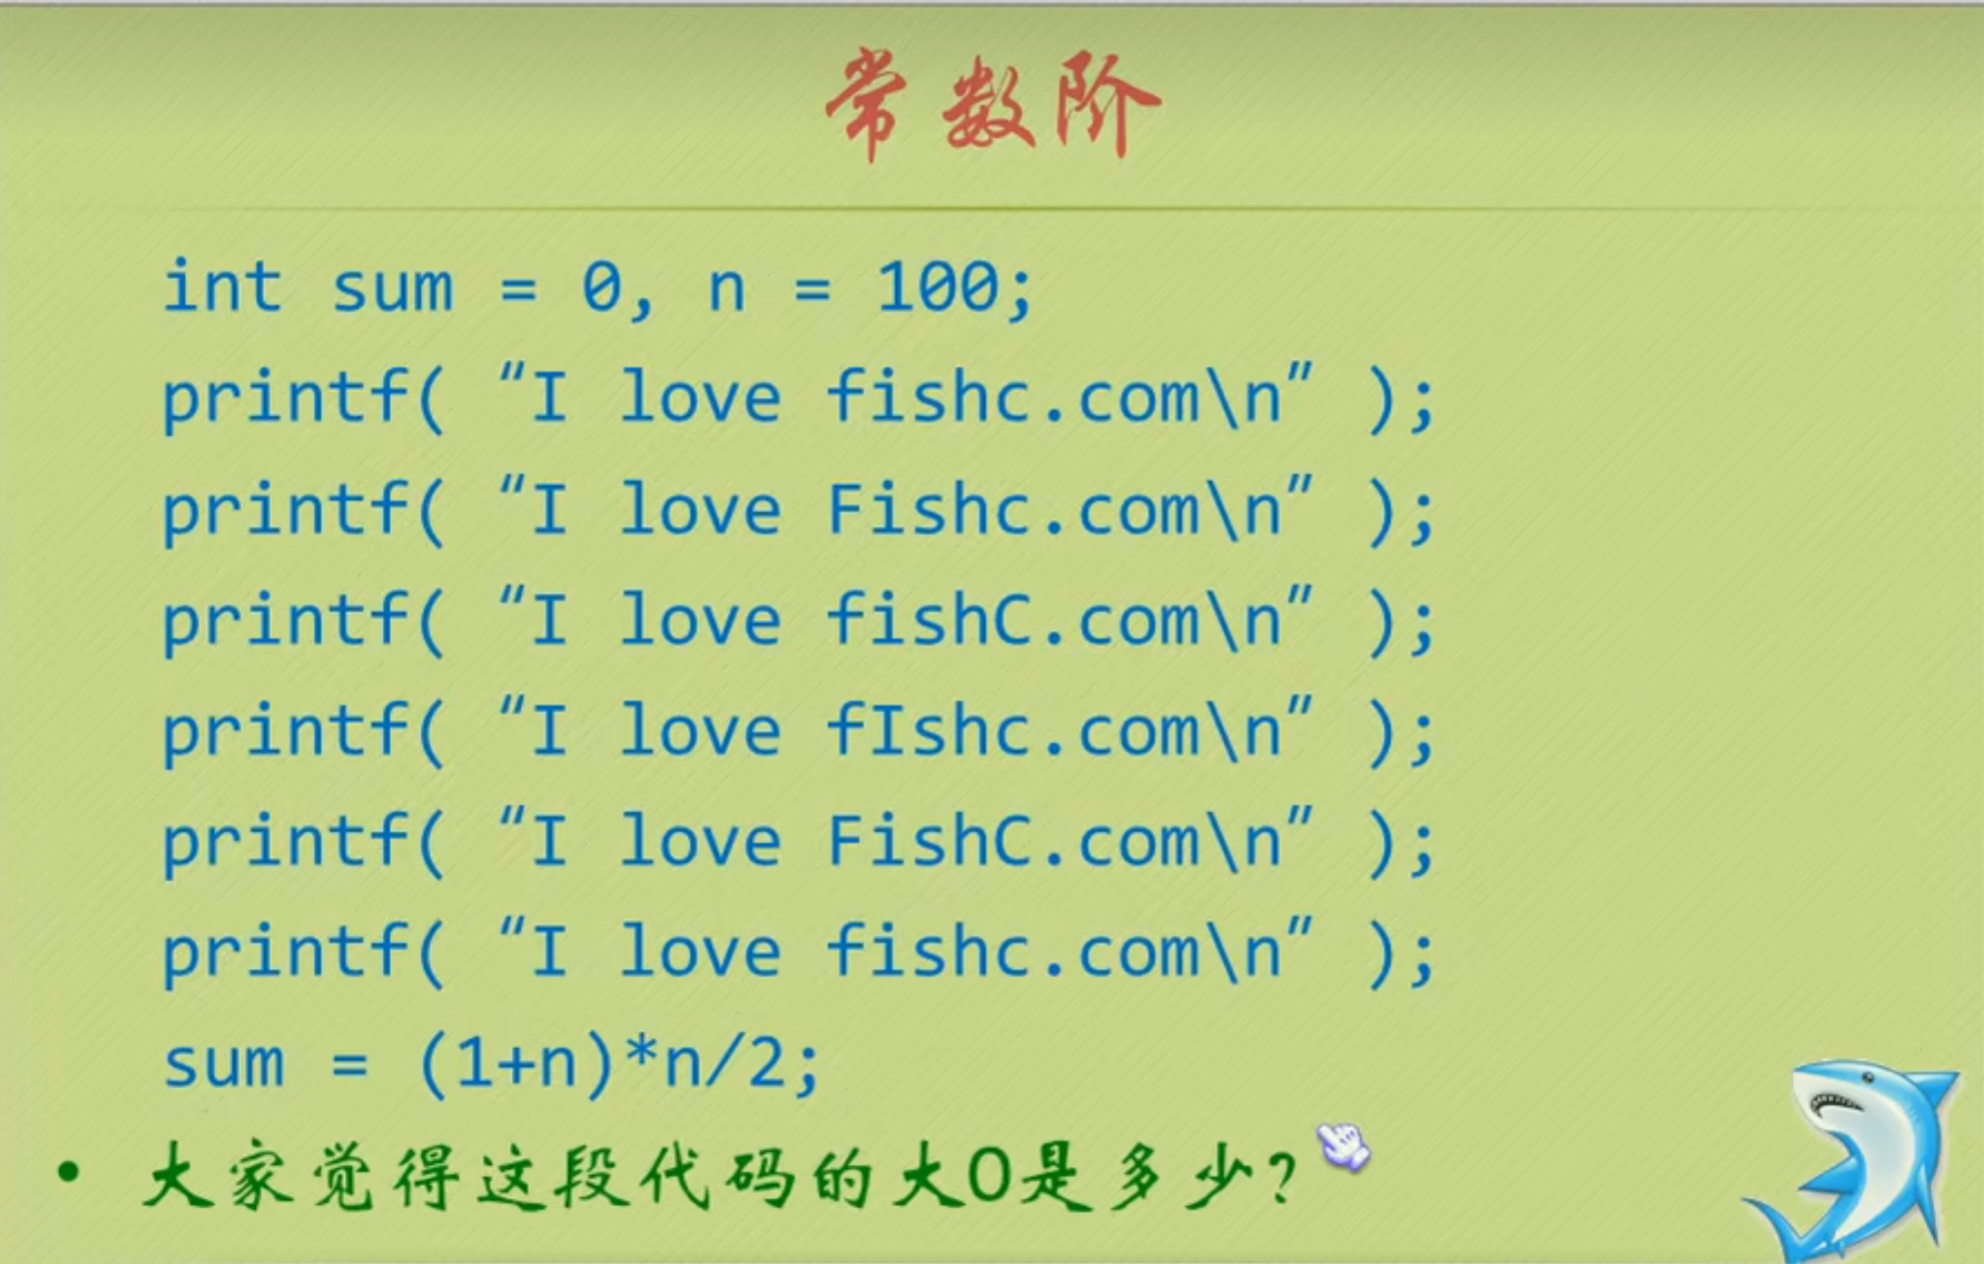 常数阶
int sum = 0, n = 100;
printf( “I love fishc.com\n” );
printf( “I love Fishc.com\n” );
printf( “I love fishC.com\n” );
printf( “I love fIshc.com\n” );
printf( “I love FishC.com\n” );
printf( “I love fishc.com\n” );
sum = (1+n)*n/2;
• 大家觉得这段代码的大O是多少?